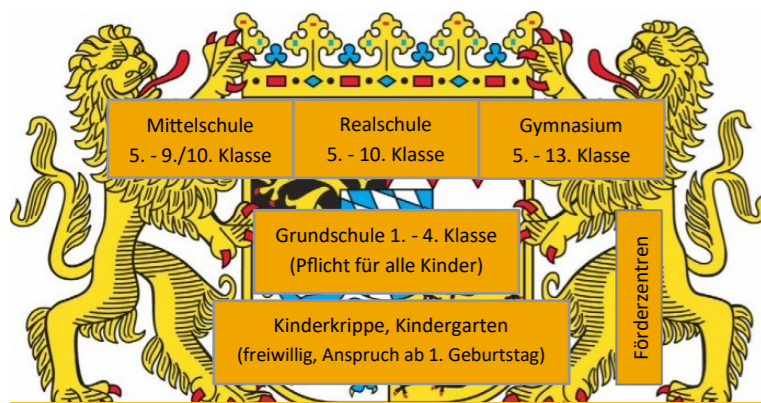 Mittelschule
5. - 9./10. Klasse
Realschule
5. - 10. Klasse
Gymnasium
5. - 13. Klasse
Grundschule 1. - 4. Klasse
(Pflicht für alle Kinder)
Kinderkrippe, Kindergarten
(freiwillig, Anspruch ab 1. Geburtstag)
Förderzentren